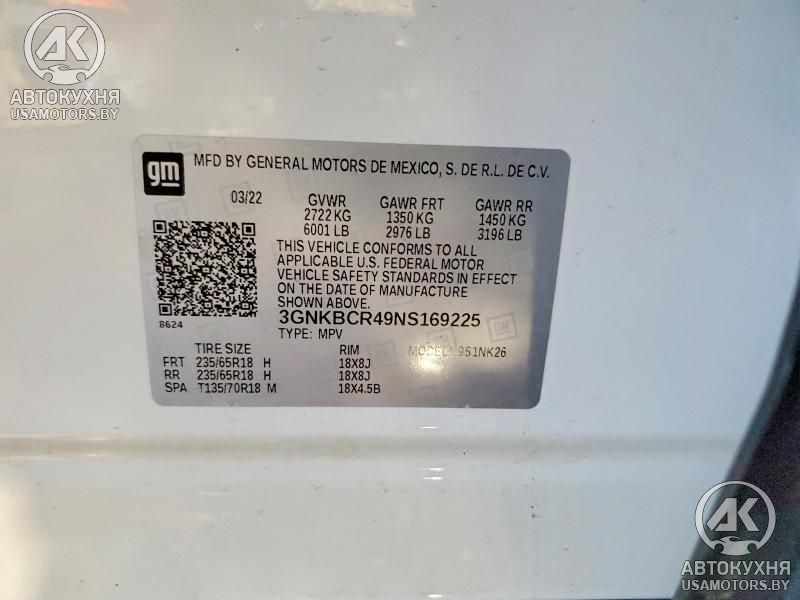 АК
АВТОКУХНЯ
USAMOTORS.BY
gm
MFD BY GENERAL MOTORS DE MEXICO, S. DE R.L. DE C.V.
03/22 GVWR GAWR FRT GAWR RR
2722 KG 1350 KG 1450 KG
6001 LB 2976 LB 3196 LB
THIS VEHICLE CONFORMS TO ALL
APPLICABLE U.S. FEDERAL MOTOR
VEHICLE SAFETY STANDARDS IN EFFECT
ON THE DATE OF MANUFACTURE
SHOWN ABOVE.
8624
3GNKBCR49NS169225
TYPE: MPV
TIRE SIZE RIM MODEL: 951NK26
FRT 235/65R18 H 18X8J
RR 235/65R18 H 18X8J
SPA T135/70R18 M 18X4.5B
АК
АВТОКУХНЯ
USAMOTORS.BY